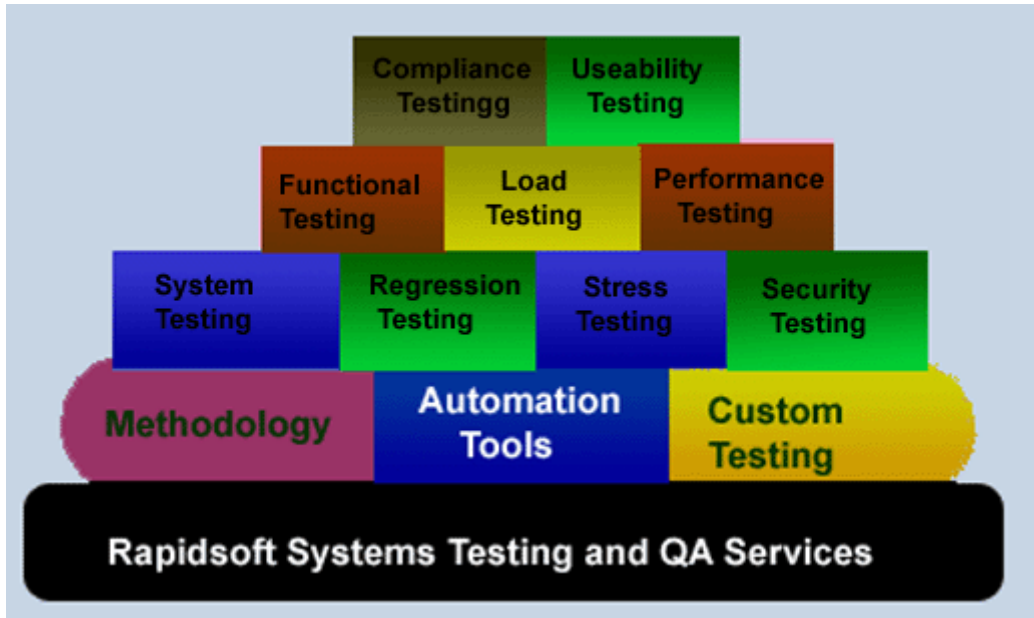 Compliance
Testingg
Useability
Testing
Functional
Testing
Load
Testing
Performance
Testing
System
Testing
Regression
Testing
Stress
Testing
Security
Testing
Methodology
Automation
Tools
Custom
Testing
Rapidsoft Systems Testing and QA Services